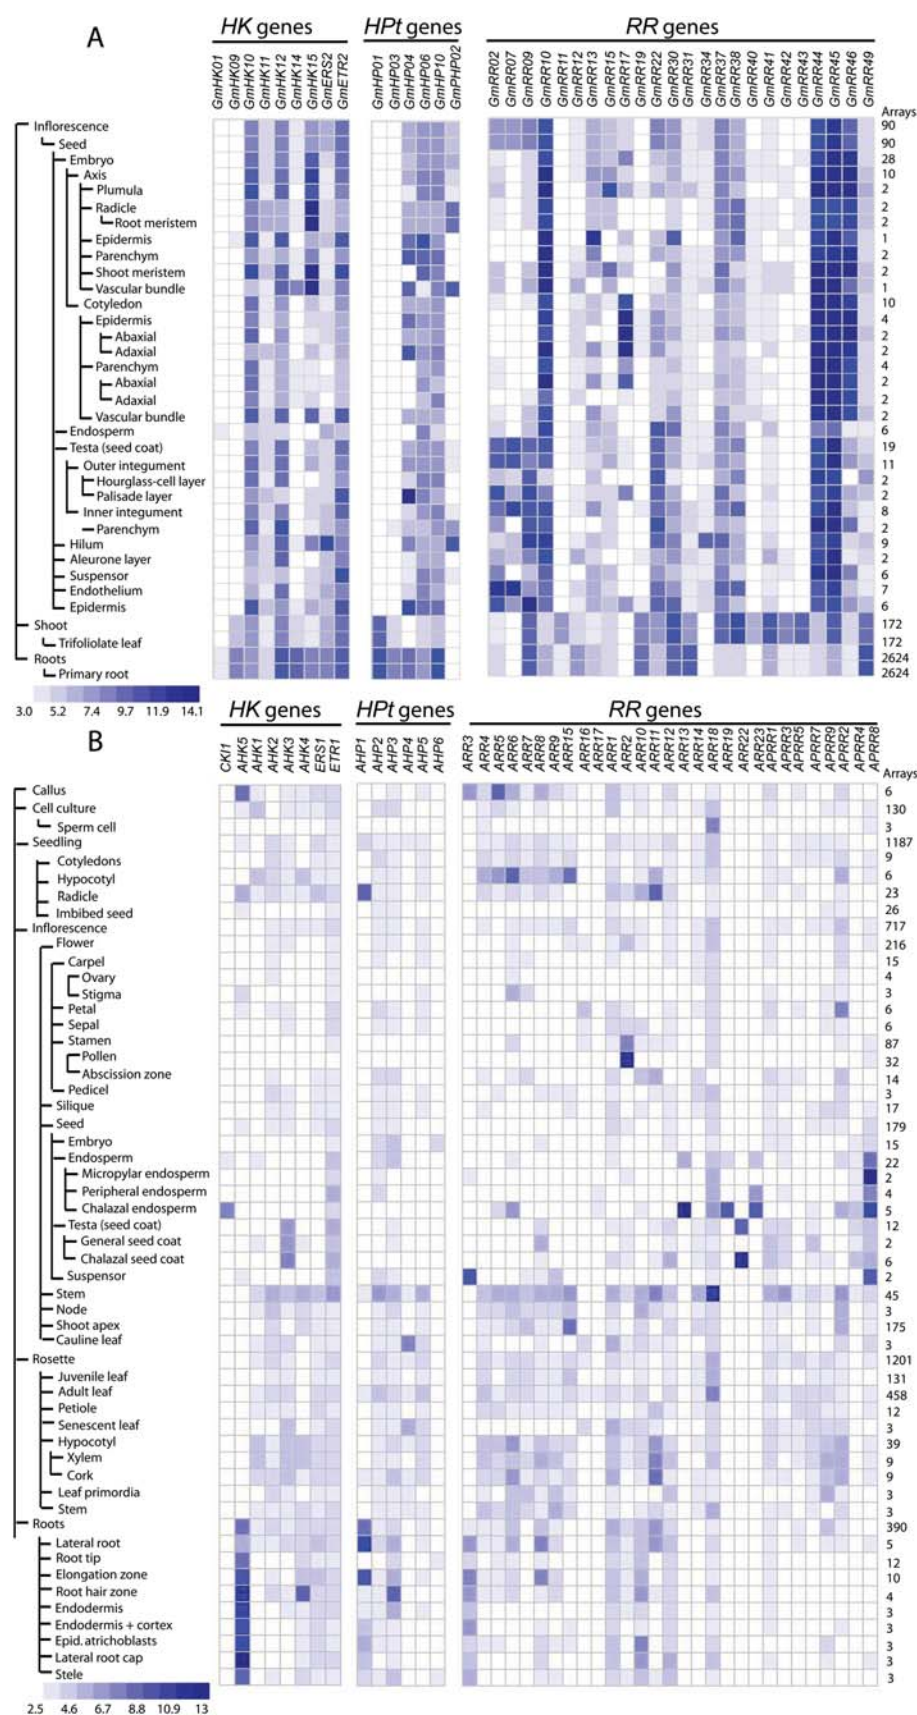 A
HK genes
HPt genes
RR genes
GmHK01
GmHK09
GmHK11
GmHK12
GmHK14
GmHK15
GmERS2
GmETR2
GmHP01
GmHP03
GmHP04
GmHP06
GmHP10
GmPHP02
GmRR02
GmRR07
GmRR09
GmRR10
GmRR11
GmRR12
GmRR13
GmRR15
GmRR17
GmRR19
GmRR22
GmRR30
GmRR31
GmRR34
GmRR37
GmRR38
GmRR40
GmRR41
GmRR42
GmRR43
GmRR44
GmRR45
GmRR46
GmRR49
Arrays
Inflorescence 90
Seed 90
Embryo 28
Axis 10
Plumula 2
Radicle 2
Root meristem 2
Epidermis 1
Parenchym 2
Shoot meristem 2
Vascular bundle 1
Cotyledon 10
Epidermis 4
Abaxial 2
Adaxial 2
Parenchym 4
Abaxial 2
Adaxial 2
Vascular bundle 2
Endosperm 6
Testa (seed coat) 19
Outer integument 11
Hourglass-cell layer 2
Palisade layer 2
Inner integument 8
Parenchym 2
Hilum 9
Aleurone layer 2
Suspensor 6
Endothelium 7
Epidermis 6
Shoot 172
Trifoliolate leaf 172
Roots 2624
Primary root 2624
3.0 5.2 7.4 9.7 11.9 14.1
B
HK genes
HPt genes
RR genes
CKI1
AHK5
AHK1
AHK2
AHK3
AHK4
ERS1
ETR1
AHP1
AHP2
AHP3
AHP4
AHP5
AHP6
ARR3
ARR4
ARR5
ARR6
ARR7
ARR8
ARR9
ARR15
ARR16
ARR17
ARR1
ARR2
ARR10
ARR11
ARR12
ARR13
ARR14
ARR18
ARR19
ARR22
ARR23
APRR1
APRR3
APRR5
APRR7
APRR9
APRR2
APRR4
APRR8
Arrays
Callus 6
Cell culture 130
Sperm cell 3
Seedling 1187
Cotyledons 9
Hypocotyl 6
Radicle 23
Imbibed seed 26
Inflorescence 717
Flower 216
Carpel 15
Ovary 4
Stigma 3
Petal 6
Sepal 6
Stamen 87
Pollen 32
Abscission zone 14
Pedicel 3
Silique 17
Seed 179
Embryo 15
Endosperm 22
Micropylar endosperm 2
Peripheral endosperm 4
Chalazal endosperm 5
Testa (seed coat) 12
General seed coat 2
Chalazal seed coat 6
Suspensor 2
Stem 45
Node 3
Shoot apex 175
Cauline leaf 3
Rosette 1201
Juvenile leaf 131
Adult leaf 458
Petiole 12
Senescent leaf 3
Hypocotyl 39
Xylem 9
Cork 9
Leaf primordia 3
Stem 3
Roots 390
Lateral root 5
Root tip 12
Elongation zone 10
Root hair zone 4
Endodermis 3
Endodermis + cortex 3
Epid. atrichoblasts 3
Lateral root cap 3
Stele 3
2.5 4.6 6.7 8.8 10.9 13